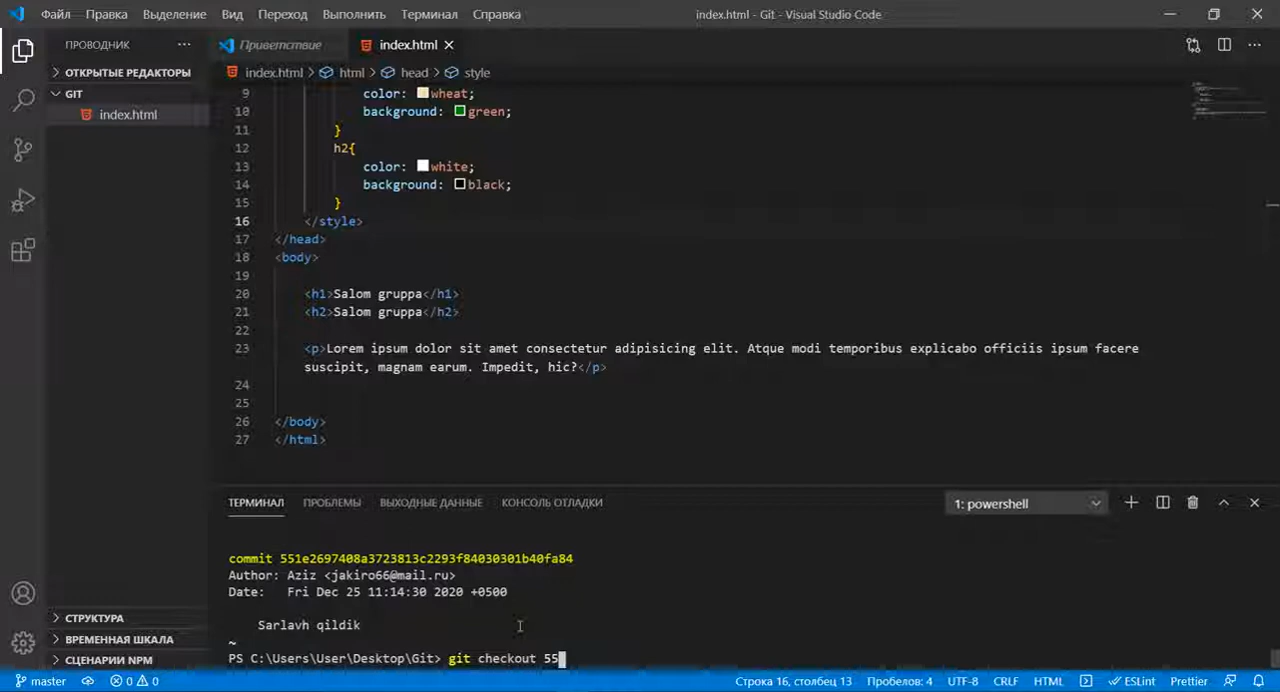 Файл Правка Выделение Вид Переход Выполнить Терминал Справка index.html - Git - Visual Studio Code
ПРОВОДНИК ··· Приветствие index.html
ОТКРЫТЫЕ РЕДАКТОРЫ index.html > html > head > style
GIT
index.html
9 color: wheat;
10 background: green;
11 }
12 h2{
13 color: white;
14 background: black;
15 }
16 </style>
17 </head>
18 <body>
19
20 <h1>Salom gruppa</h1>
21 <h2>Salom gruppa</h2>
22
23 <p>Lorem ipsum dolor sit amet consectetur adipisicing elit. Atque modi temporibus explicabo officiis ipsum facere
suscipit, magnam earum. Impedit, hic?</p>
24
25
26 </body>
27 </html>
ТЕРМИНАЛ ПРОБЛЕМЫ ВЫХОДНЫЕ ДАННЫЕ КОНСОЛЬ ОТЛАДКИ 1: powershell
commit 551e2697408a3723813c2293f84030301b40fa84
Author: Aziz <jakiro66@mail.ru>
Date: Fri Dec 25 11:14:30 2020 +0500
Sarlavh qildik
~
PS C:\Users\User\Desktop\Git> git checkout 55
СТРУКТУРА
ВРЕМЕННАЯ ШКАЛА
СЦЕНАРИИ NPM
master 0 0 Строка 16, столбец 13 Пробелов: 4 UTF-8 CRLF HTML ESLint Prettier